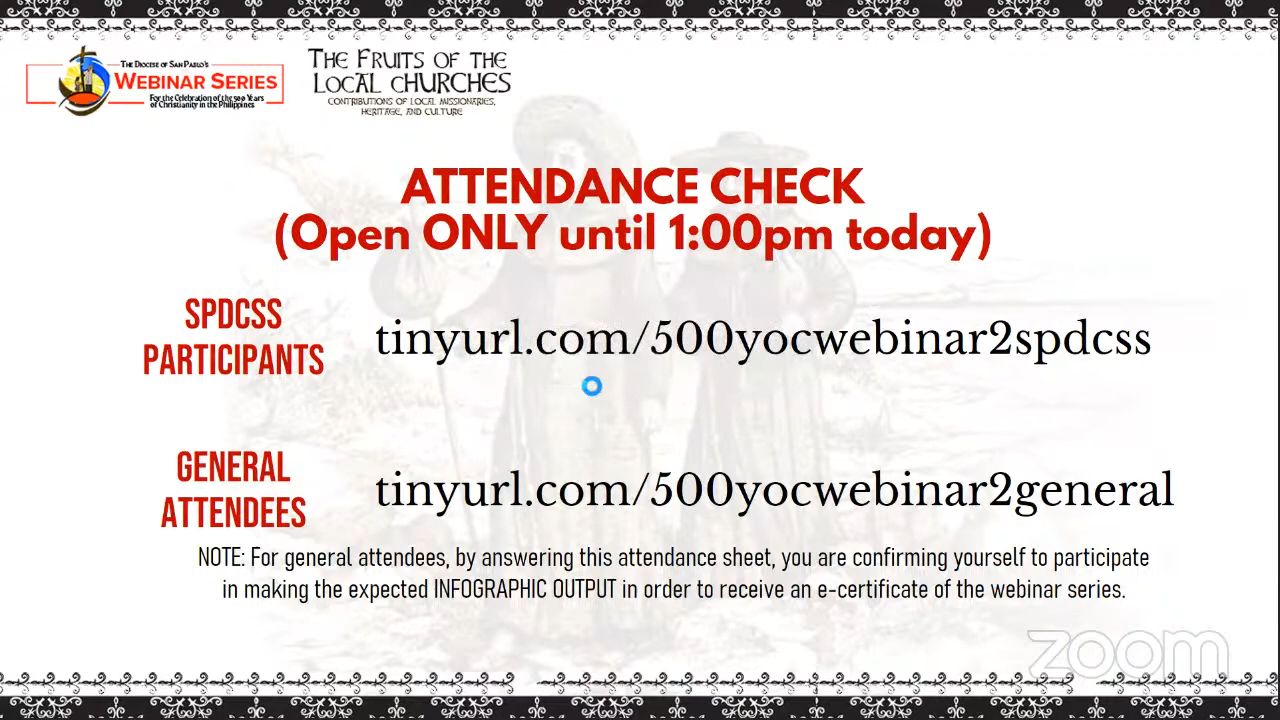 THE DIOCESE OF SAN PABLO'S
WEBINAR SERIES
For the Celebration of the 500 Years
of Christianity in the Philippines
THE FRUITS OF THE
LOCAL CHURCHES
CONTRIBUTIONS OF LOCAL MISSIONARIES,
HERITAGE, AND CULTURE
ATTENDANCE CHECK
(Open ONLY until 1:00pm today)
SPDCSS
PARTICIPANTS
tinyurl.com/500yocwebinar2spdcss
GENERAL
ATTENDEES
tinyurl.com/500yocwebinar2general
NOTE: For general attendees, by answering this attendance sheet, you are confirming yourself to participate
in making the expected INFOGRAPHIC OUTPUT in order to receive an e-certificate of the webinar series.
zoom